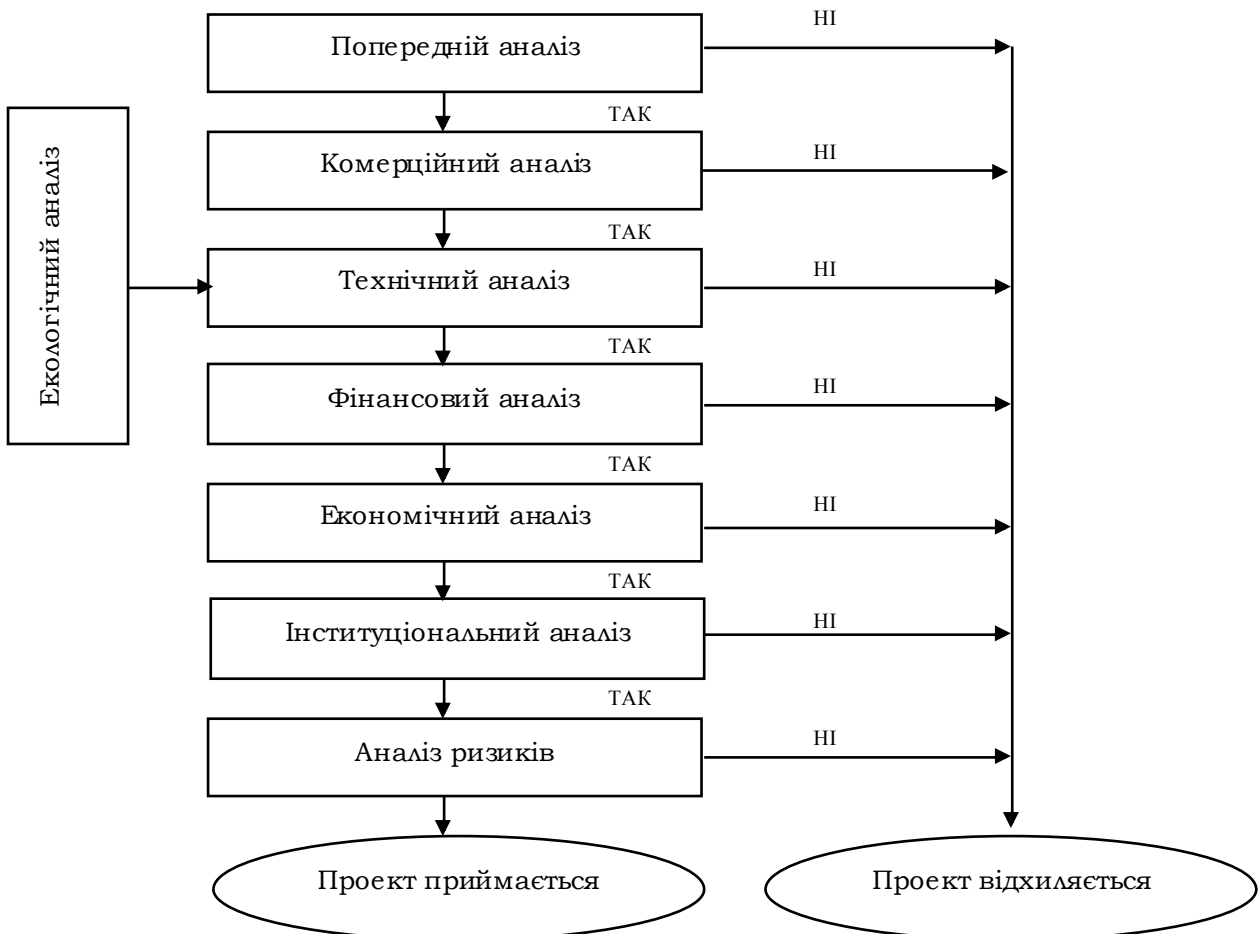 Попередній аналіз
НІ
ТАК
Екологічний аналіз
Комерційний аналіз
НІ
ТАК
Технічний аналіз
НІ
ТАК
Фінансовий аналіз
НІ
ТАК
Економічний аналіз
НІ
ТАК
Інституціональний аналіз
НІ
ТАК
Аналіз ризиків
НІ
Проект приймається
Проект відхиляється